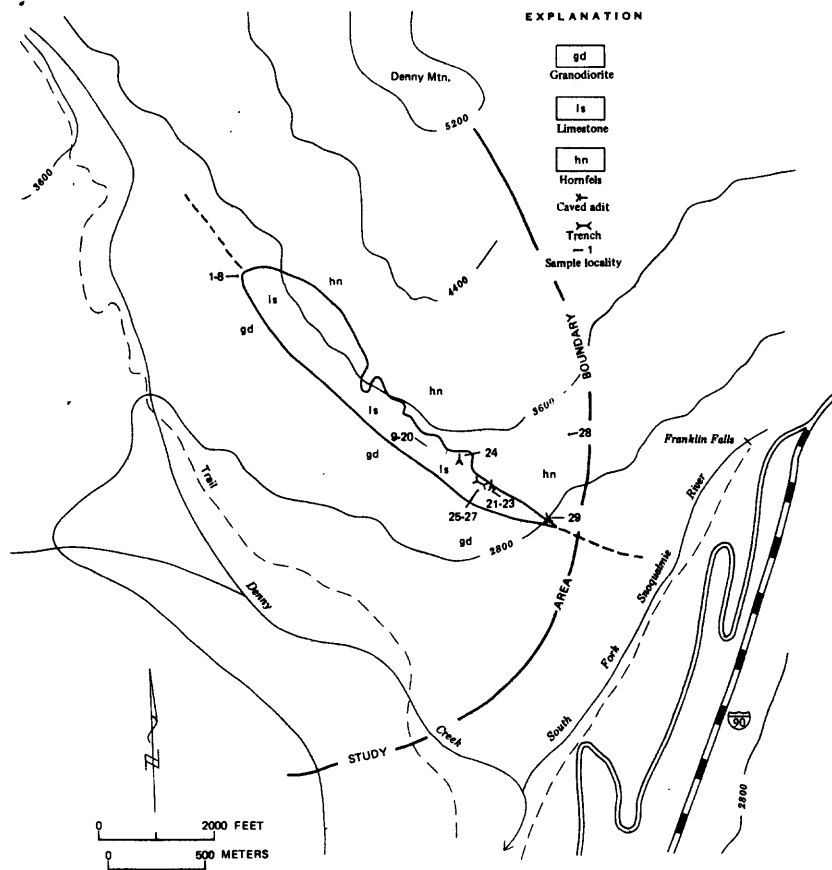 EXPLANATION
gd
Granodiorite
Denny Mtn.
ls
Limestone
5200
hn
Hornfels
3600
Caved adit
Trench
1
Sample locality
1-8
hn
4400
ls
gd
BOUNDARY
hn
3600
ls
9-20
28
Franklin Falls
gd
24
ls
hn
River
Trail
21-23
25-27
29
gd
2800
Snoqualmie
Denny
AREA
Fork
South
90
Creek
STUDY
N
2800
0 2000 FEET
0 500 METERS